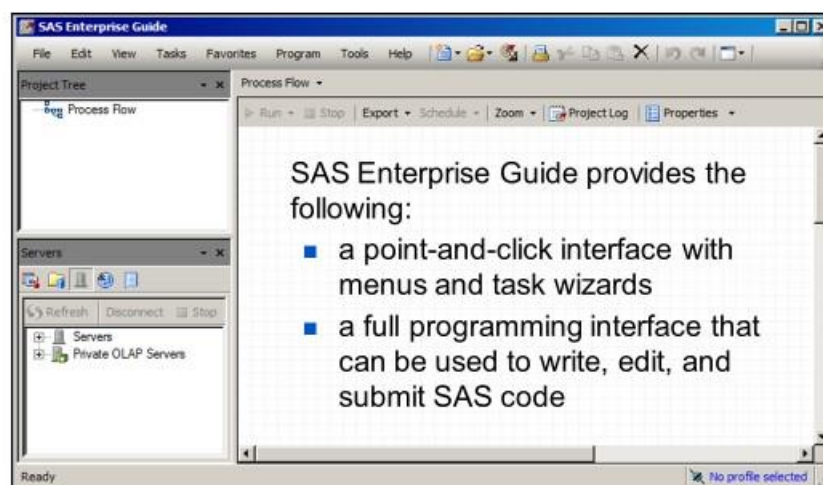 SAS Enterprise Guide
File Edit View Tasks Favorites Program Tools Help
Project Tree
Process Flow
Process Flow
Run Stop Export Schedule Zoom Project Log Properties
SAS Enterprise Guide provides the
following:
a point-and-click interface with
menus and task wizards
a full programming interface that
can be used to write, edit, and
submit SAS code
Servers
Refresh Disconnect Stop
Servers
Private OLAP Servers
Ready
No profile selected